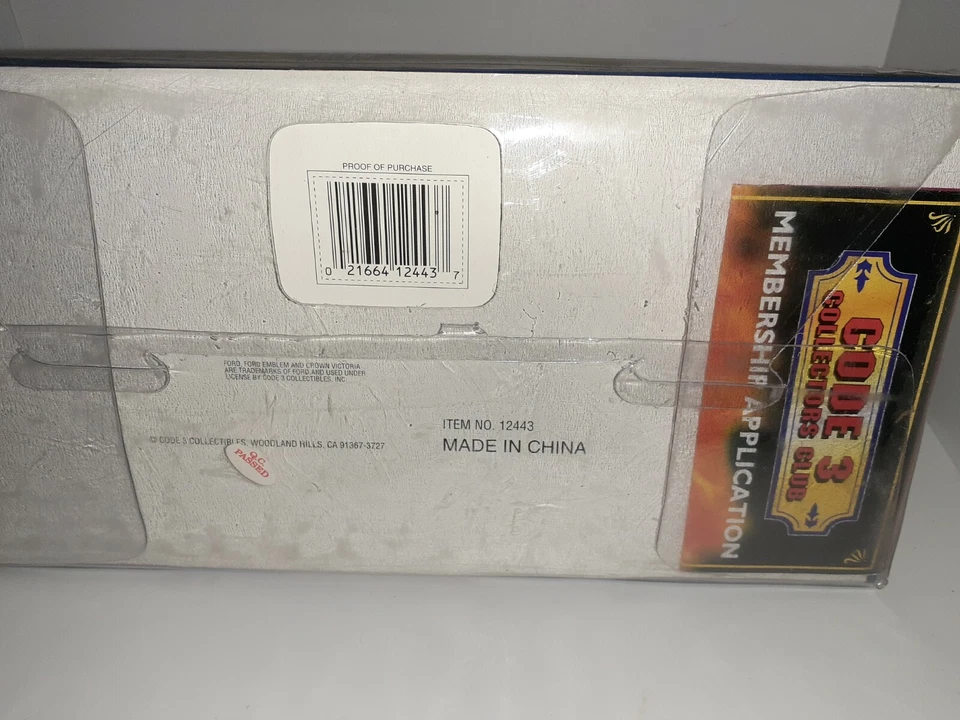 PROOF OF PURCHASE
0 21664 12443 7
FORD, FORD EMBLEM AND CROWN VICTORIA
ARE TRADEMARKS OF FORD AND USED UNDER
LICENSE BY CODE 3 COLLECTIBLES, INC.
ITEM NO. 12443
© CODE 3 COLLECTIBLES, WOODLAND HILLS, CA 91367-3727
MADE IN CHINA
Q.C.
PASSED
CODE 3
COLLECTORS CLUB
MEMBERSHIP APPLICATION